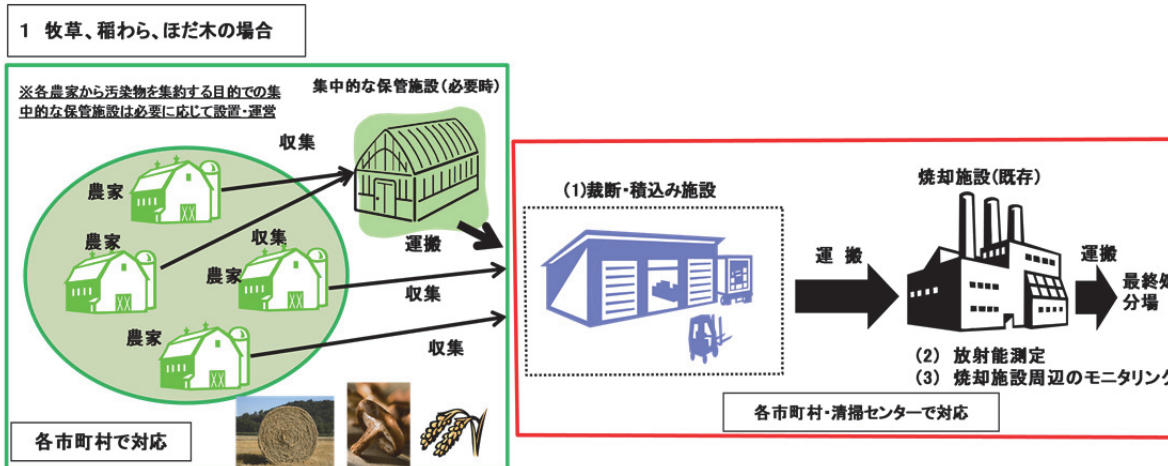 1 牧草、稲わら、ほだ木の場合
※各農家から汚染物を集約する目的での集
中的な保管施設は必要に応じて設置・運営
集中的な保管施設(必要時)
収集
農家
農家
収集
農家
農家
運搬
収集
収集
各市町村で対応
(1)裁断・積込み施設
運 搬
焼却施設(既存)
運搬
最終処
分場
(2) 放射能測定
(3) 焼却施設周辺のモニタリング
各市町村・清掃センターで対応